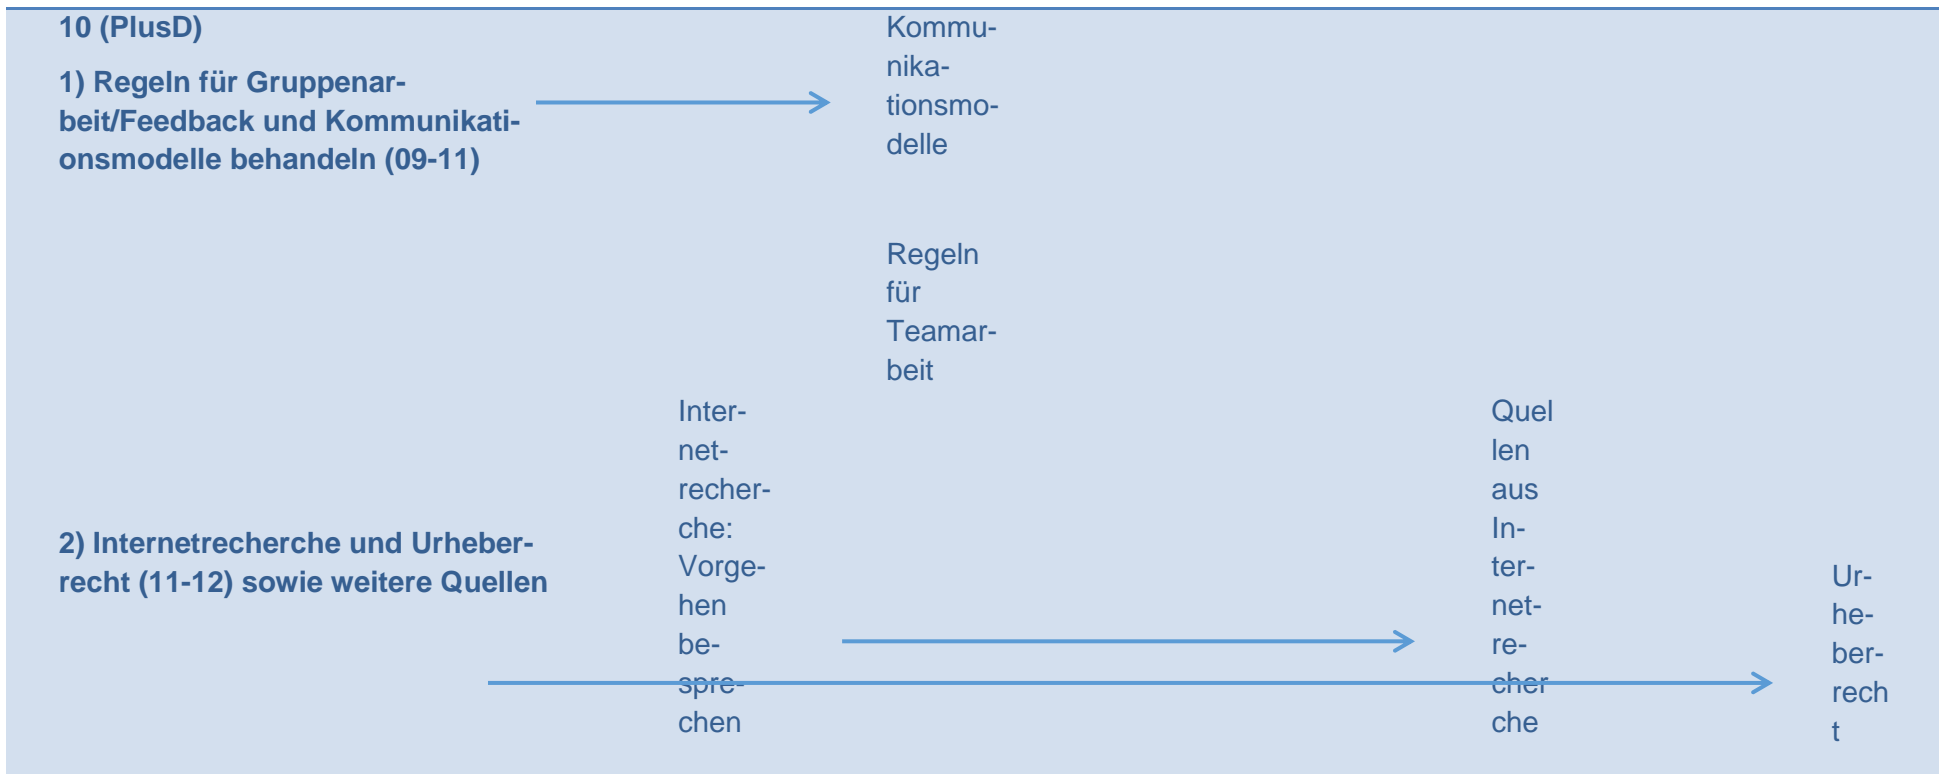 10 (PlusD)
1) Regeln für Gruppenar-
beit/Feedback und Kommunikati-
onsmodelle behandeln (09-11)
Kommu-
nika-
tionsmo-
delle
Regeln
für
Teamar-
beit
2) Internetrecherche und Urheber-
recht (11-12) sowie weitere Quellen
Inter-
net-
recher-
che:
Vorge-
hen
be-
spre-
chen
Quel
len
aus
In-
ter-
net-
re-
cher
che
Ur-
he-
ber-
rech
t